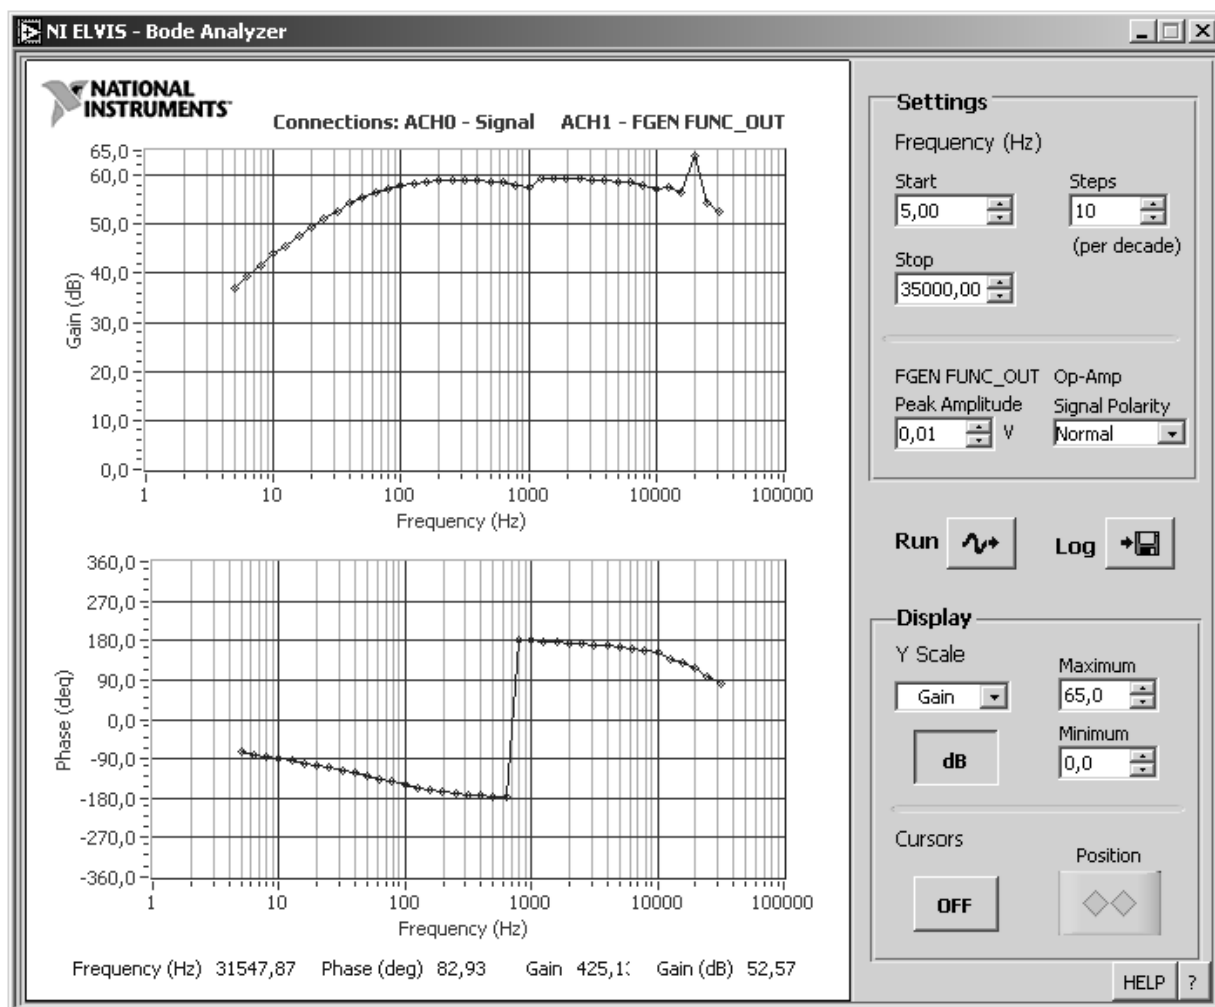 NI ELVIS - Bode Analyzer
NATIONAL
INSTRUMENTS™
Connections: ACH0 - Signal ACH1 - FGEN FUNC_OUT
65,0
60,0
50,0
40,0
30,0
20,0
10,0
0,0
Gain (dB)
1 10 100 1000 10000 100000
Frequency (Hz)
360,0
270,0
180,0
90,0
0,0
-90,0
-180,0
-270,0
-360,0
Phase (deg)
1 10 100 1000 10000 100000
Frequency (Hz)
Frequency (Hz) 31547,87 Phase (deg) 82,93 Gain Gain (dB) 52,57
Settings
Frequency (Hz)
Start Steps
5,00 10
(per decade)
Stop
35000,00
FGEN FUNC_OUT Op-Amp
Peak Amplitude Signal Polarity
0,01 V Normal
Run Log
Display
Y Scale Maximum
Gain 65,0
Minimum
dB 0,0
Cursors
Position
OFF
HELP ?